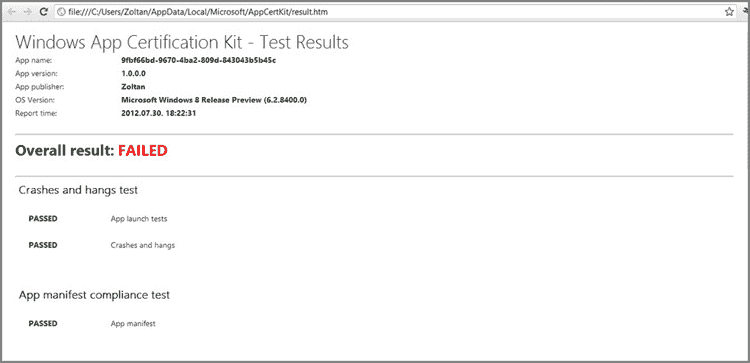 file:///C:/Users/Zoltan/AppData/Local/Microsoft/AppCertKit/result.htm
Windows App Certification Kit - Test Results
App name: 9fbf66bd-9670-4ba2-809d-843043b5b45c
App version: 1.0.0.0
App publisher: Zoltan
OS Version: Microsoft Windows 8 Release Preview (6.2.8400.0)
Report time: 2012.07.30. 18:22:31
Overall result: FAILED
Crashes and hangs test
PASSED App launch tests
PASSED Crashes and hangs
App manifest compliance test
PASSED App manifest